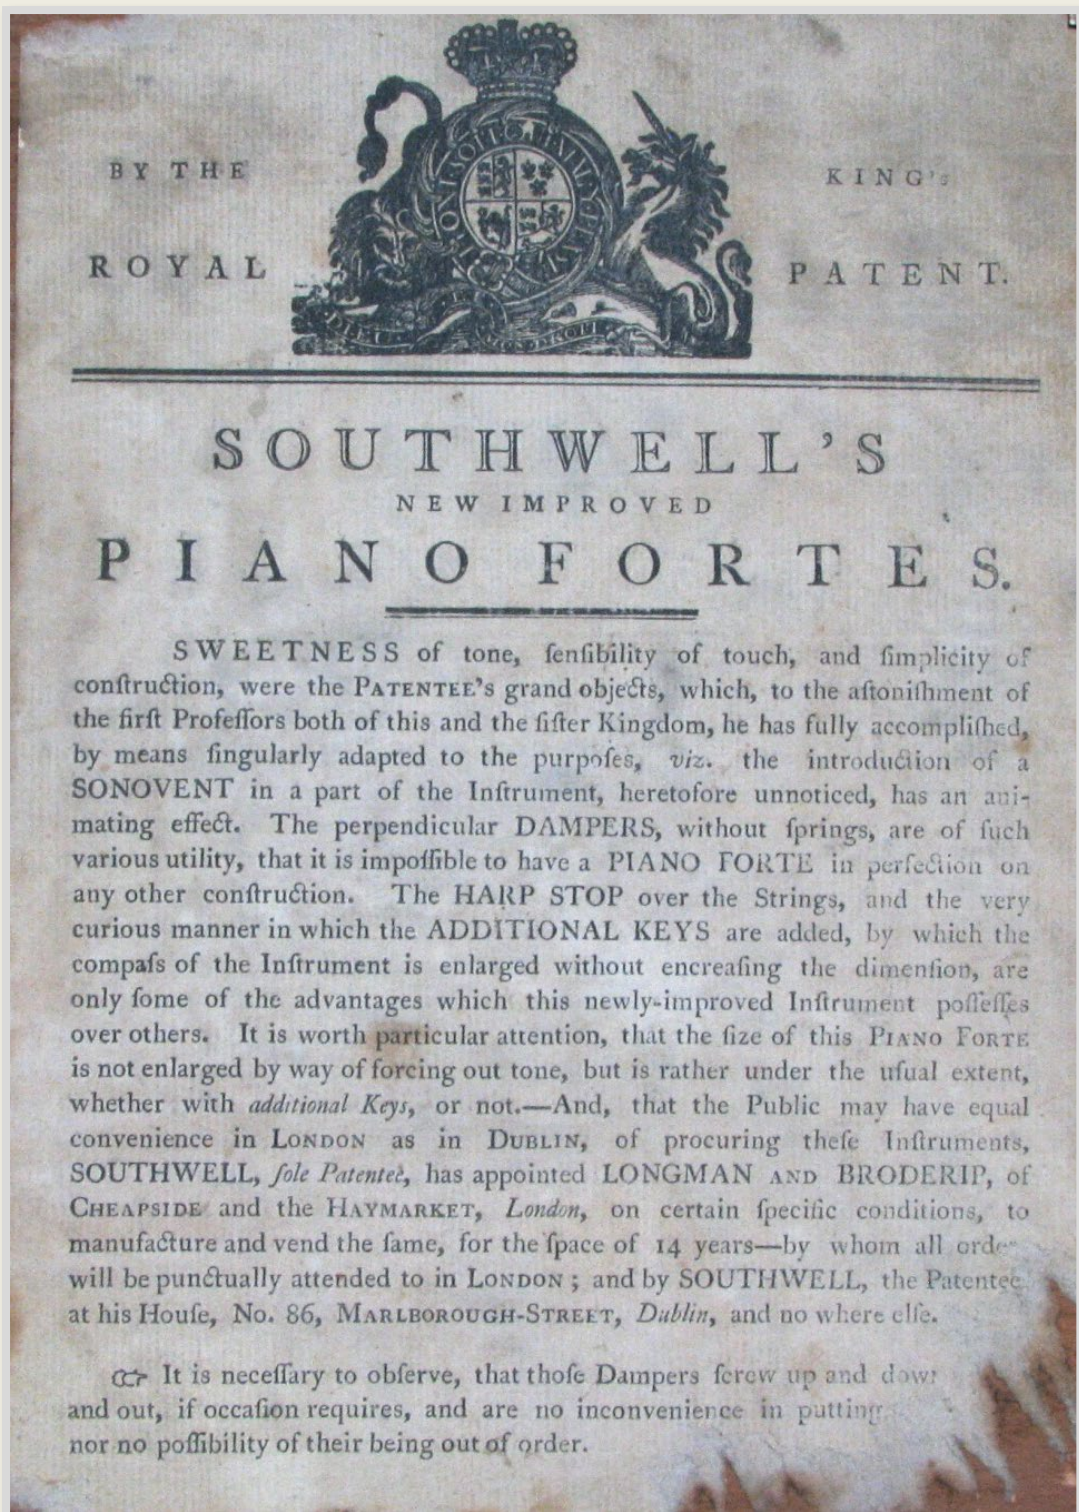 BY THE KING's
ROYAL PATENT.
SOUTHWELL'S
NEW IMPROVED
PIANO FORTES.
SWEETNESS of tone, ſenſibility of touch, and ſimplicity of
conſtruction, were the PATENTEE's grand objects, which, to the aſtoniſhment of
the firſt Profeſſors both of this and the ſiſter Kingdom, he has fully accompliſhed,
by means ſingularly adapted to the purpoſes, viz. the introduction of a
SONOVENT in a part of the Inſtrument, heretofore unnoticed, has an ani-
mating effect. The perpendicular DAMPERS, without ſprings, are of ſuch
various utility, that it is impoſſible to have a PIANO FORTE in perfection on
any other conſtruction. The HARP STOP over the Strings, and the very
curious manner in which the ADDITIONAL KEYS are added, by which the
compaſs of the Inſtrument is enlarged without encreaſing the dimenſion, are
only ſome of the advantages which this newly-improved Inſtrument poſſeſſes
over others. It is worth particular attention, that the ſize of this PIANO FORTE
is not enlarged by way of forcing out tone, but is rather under the uſual extent,
whether with additional Keys, or not.—And, that the Public may have equal
convenience in LONDON as in DUBLIN, of procuring theſe Inſtruments,
SOUTHWELL, ſole Patentee, has appointed LONGMAN AND BRODERIP, of
CHEAPSIDE and the HAYMARKET, London, on certain ſpecific conditions, to
manufacture and vend the ſame, for the ſpace of 14 years—by whom all
will be punctually attended to in LONDON; and by SOUTHWELL, the Patentee
at his Houſe, No. 86, MARLBOROUGH-STREET, Dublin, and no where elſe.
☞ It is neceſſary to obſerve, that thoſe Dampers ſcrew up and
and out, if occaſion requires, and are no inconvenience in putting
nor no poſſibility of their being out of order.